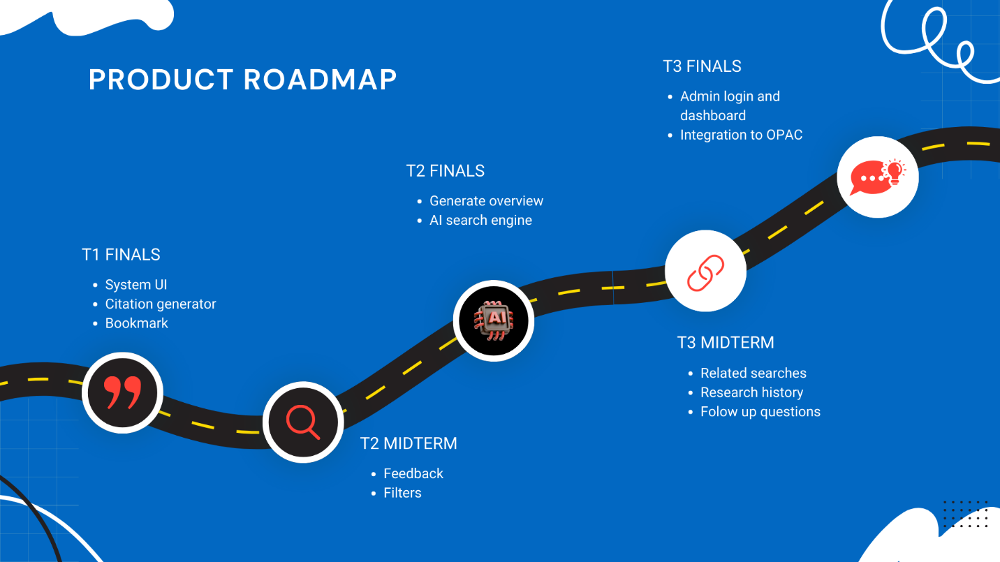 PRODUCT ROADMAP
T1 FINALS
• System UI
• Citation generator
• Bookmark
T2 MIDTERM
• Feedback
• Filters
T2 FINALS
• Generate overview
• AI search engine
AI
T3 MIDTERM
• Related searches
• Research history
• Folow up questions
T3 FINALS
• Admin login and
dashboard
• Integration to OPAC